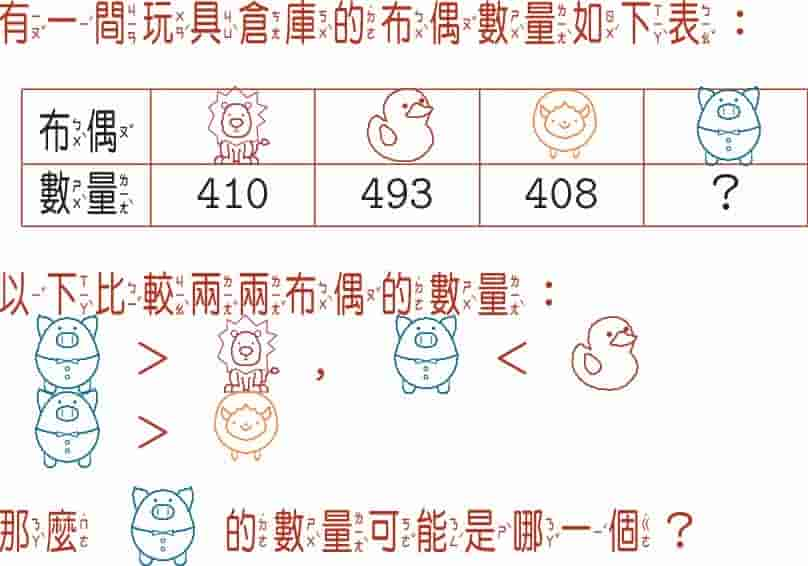 有一間玩具倉庫的布偶數量如下表：
布偶
數量 410 493 408 ?
以下比較兩兩布偶的數量：
> , <
>
那麼 的數量可能是哪一個？